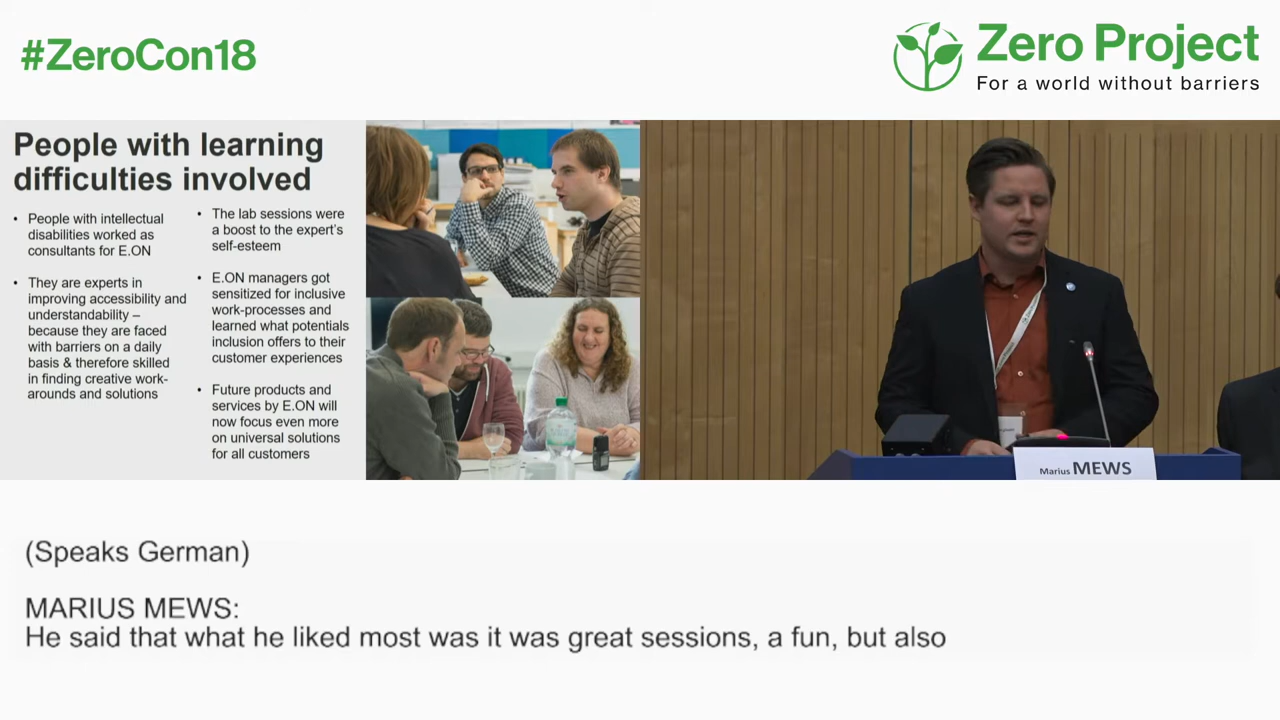 #ZeroCon18
Zero Project
For a world without barriers
People with learning
difficulties involved
• People with intellectual
disabilities worked as
consultants for E.ON
• They are experts in
improving accessibility and
understandability –
because they are faced
with barriers on a daily
basis & therefore skilled
in finding creative work-
arounds and solutions
• The lab sessions were
a boost to the expert's
self-esteem
• E.ON managers got
sensitized for inclusive
work-processes and
learned what potentials
inclusion offers to their
customer experiences
• Future products and
services by E.ON will
now focus even more
on universal solutions
for all customers
Marius MEWS
(Speaks German)
MARIUS MEWS:
He said that what he liked most was it was great sessions, a fun, but also